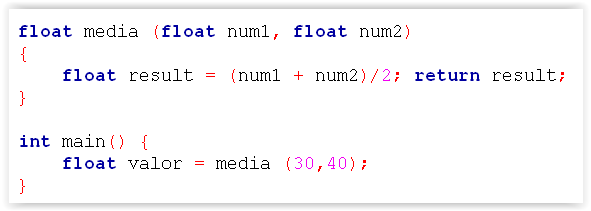 float media (float num1, float num2)
{
    float result = (num1 + num2)/2; return result;
}

int main() {
    float valor = media (30,40);
}